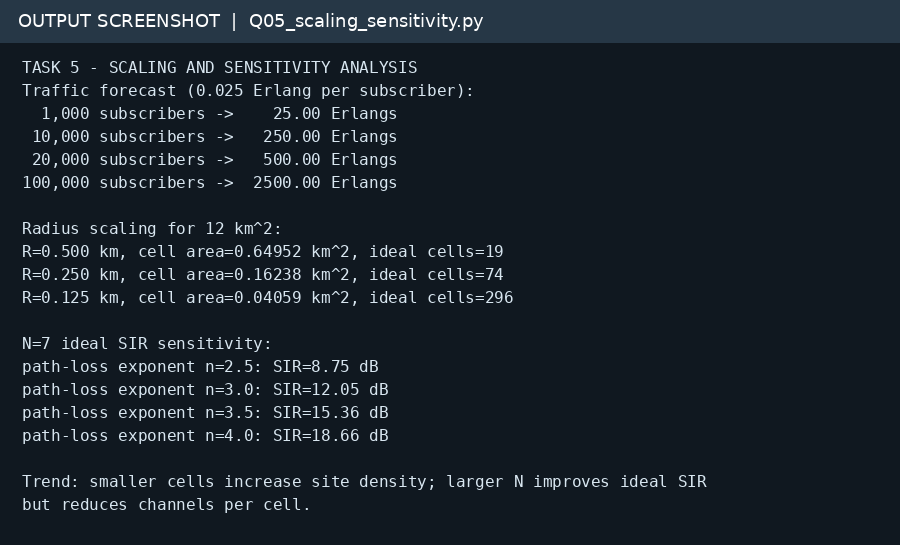 OUTPUT SCREENSHOT | Q05_scaling_sensitivity.py
TASK 5 - SCALING AND SENSITIVITY ANALYSIS
Traffic forecast (0.025 Erlang per subscriber):
  1,000 subscribers ->    25.00 Erlangs
 10,000 subscribers ->   250.00 Erlangs
 20,000 subscribers ->   500.00 Erlangs
100,000 subscribers ->  2500.00 Erlangs
Radius scaling for 12 km^2:
R=0.500 km, cell area=0.64952 km^2, ideal cells=19
R=0.250 km, cell area=0.16238 km^2, ideal cells=74
R=0.125 km, cell area=0.04059 km^2, ideal cells=296
N=7 ideal SIR sensitivity:
path-loss exponent n=2.5: SIR=8.75 dB
path-loss exponent n=3.0: SIR=12.05 dB
path-loss exponent n=3.5: SIR=15.36 dB
path-loss exponent n=4.0: SIR=18.66 dB
Trend: smaller cells increase site density; larger N improves ideal SIR
but reduces channels per cell.